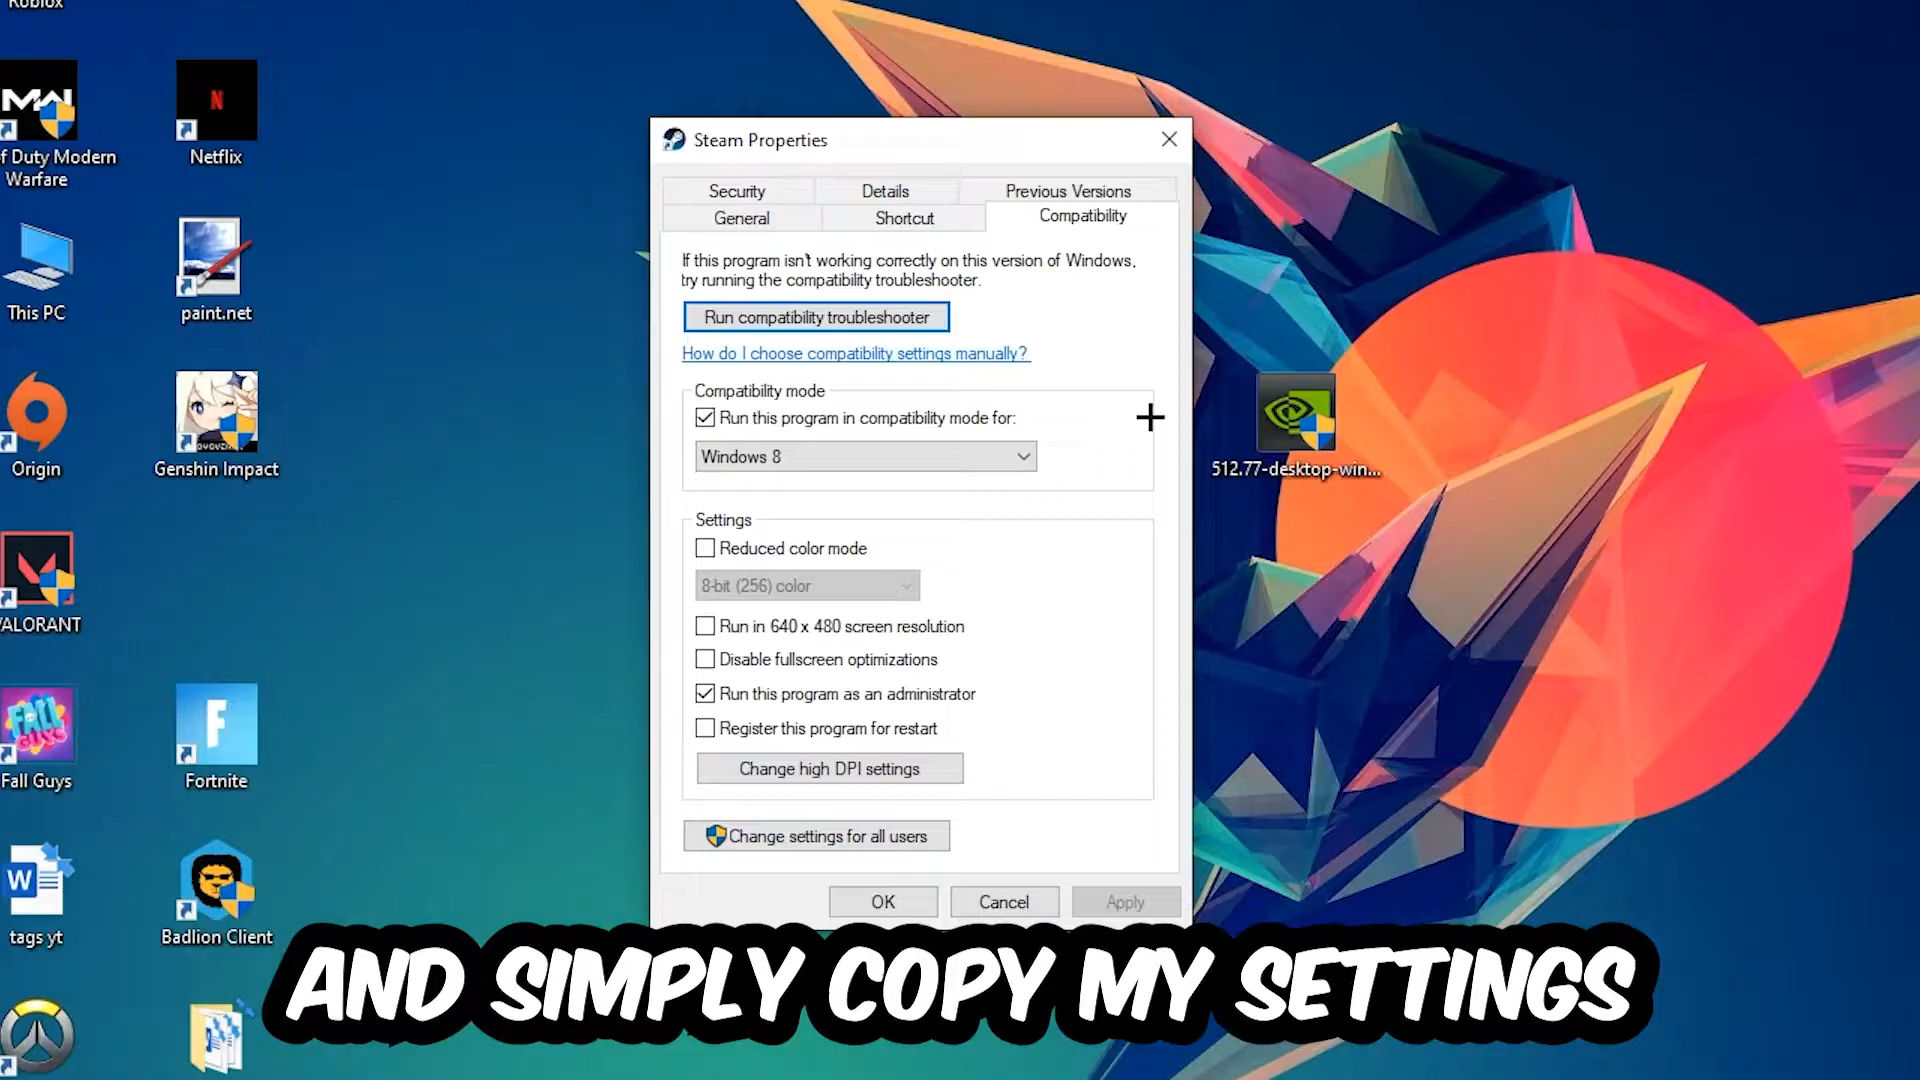 Roblox
MW
f Duty Modern
Warfare
N
Netflix
This PC
paint.net
Origin
Genshin Impact
VALORANT
FALL
GUYS
Fall Guys
F
Fortnite
W
tags yt
Badlion Client
Steam Properties
Security
Details
Previous Versions
General
Shortcut
Compatibility
If this program isn't working correctly on this version of Windows,
try running the compatibility troubleshooter.
Run compatibility troubleshooter
How do I choose compatibility settings manually?
Compatibility mode
Run this program in compatibility mode for:
Windows 8
Settings
Reduced color mode
8-bit (256) color
Run in 640 x 480 screen resolution
Disable fullscreen optimizations
Run this program as an administrator
Register this program for restart
Change high DPI settings
Change settings for all users
OK
Cancel
Apply
512.77-desktop-win...
AND SIMPLY COPY MY SETTINGS